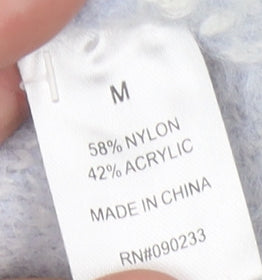 M
58% NYLON
42% ACRYLIC
MADE IN CHINA
RN#090233